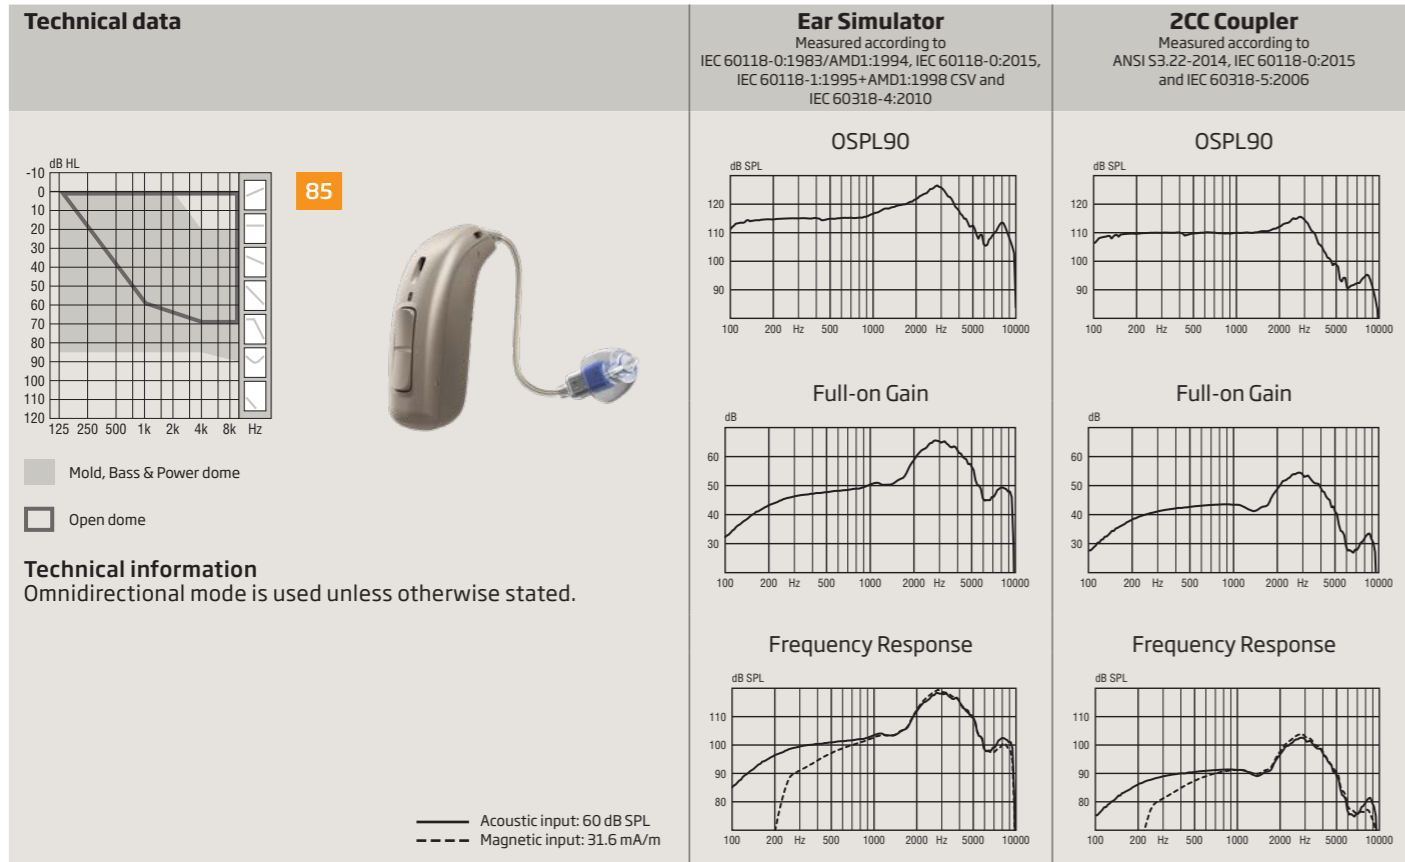 Technical data
Ear Simulator
Measured according to
IEC 60118-0:1983/AMD1:1994, IEC 60118-0:2015,
IEC 60118-1:1995+AMD1:1998 CSV and
IEC 60318-4:2010
2CC Coupler
Measured according to
ANSI S3.22-2014, IEC 60118-0:2015
and IEC 60318-5:2006
dB HL
-10
0
10
20
30
40
50
60
70
80
90
100
110
120
125 250 500 1k 2k 4k 8k Hz
85
Mold, Bass & Power dome
Open dome
Technical information
Omnidirectional mode is used unless otherwise stated.
Acoustic input: 60 dB SPL
Magnetic input: 31.6 mA/m
OSPL90
dB SPL
120
110
100
90
100 200 Hz 500 1000 2000 Hz 5000 10000
Full-on Gain
dB
60
50
40
30
100 200 Hz 500 1000 2000 Hz 5000 10000
Frequency Response
dB SPL
110
100
90
80
100 200 Hz 500 1000 2000 Hz 5000 10000
OSPL90
dB SPL
120
110
100
90
100 200 Hz 500 1000 2000 Hz 5000 10000
Full-on Gain
dB
60
50
40
30
100 200 Hz 500 1000 2000 Hz 5000 10000
Frequency Response
dB SPL
110
100
90
80
100 200 Hz 500 1000 2000 Hz 5000 10000